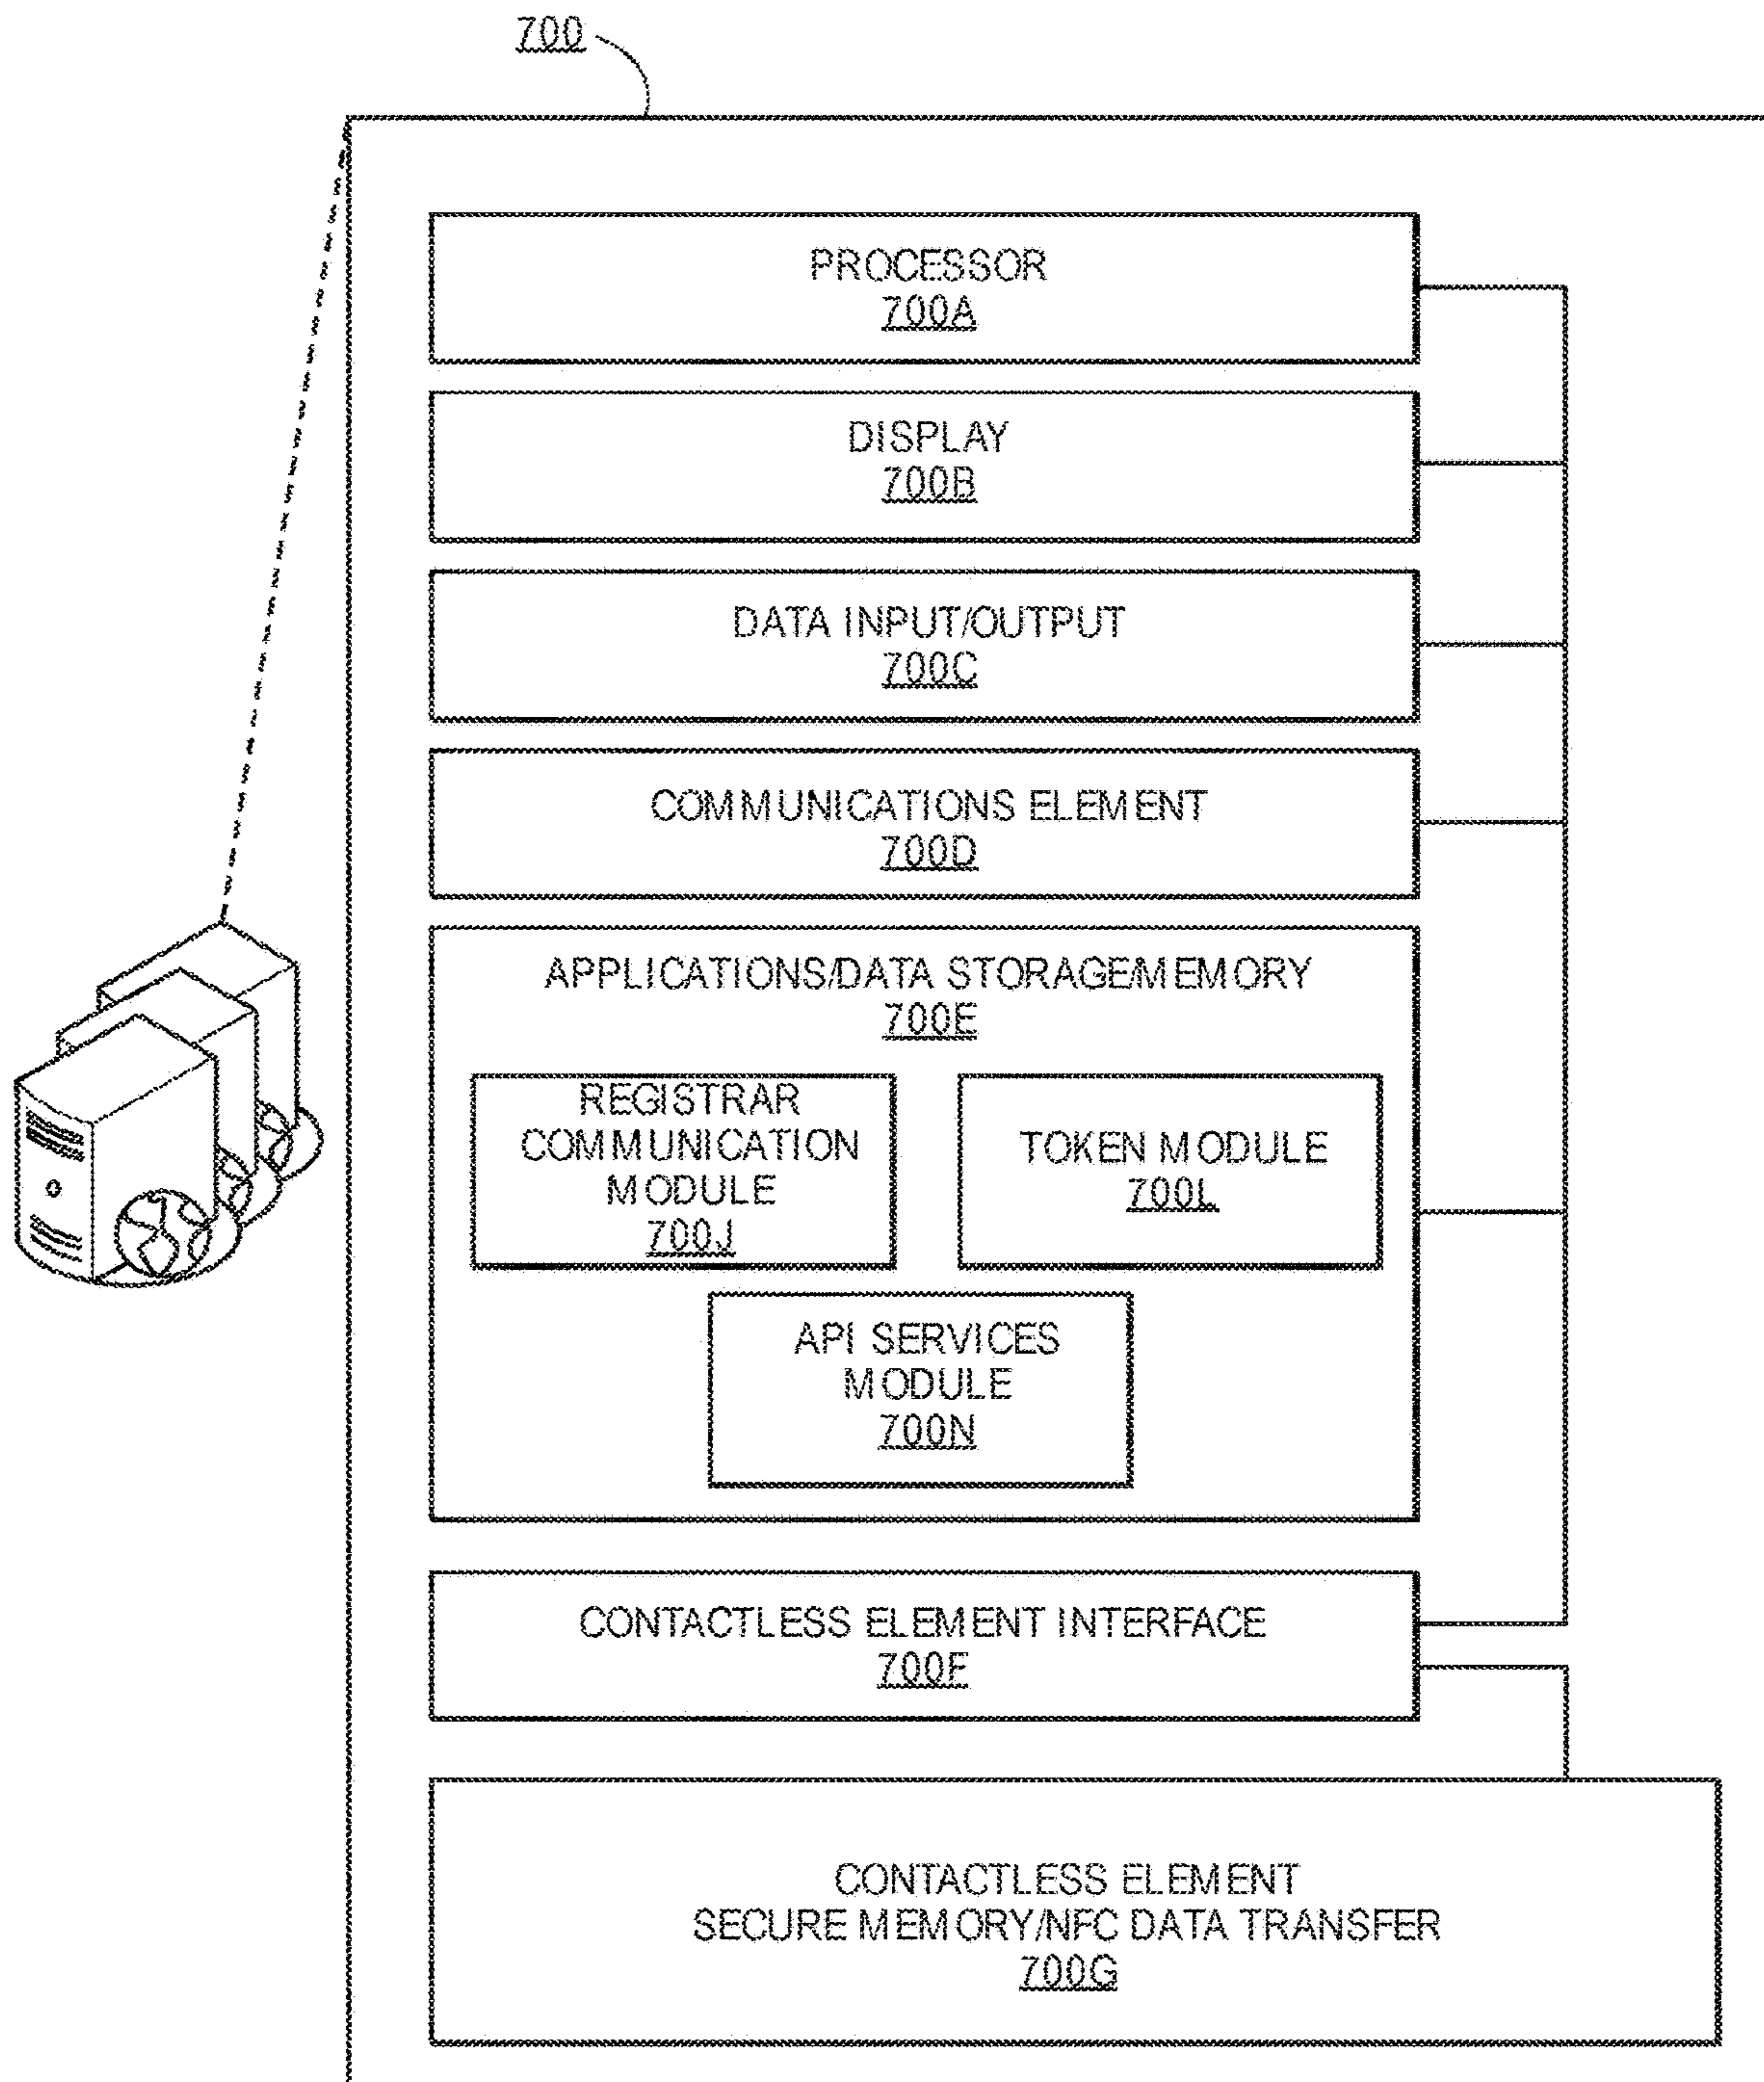 700
PROCESSOR
700A
DISPLAY
700B
DATA INPUT/OUTPUT
700C
COMMUNICATIONS ELEMENT
700D
APPLICATIONS/DATA STORAGE/MEMORY
700E
REGISTRAR
COMMUNICATION
MODULE
700J
TOKEN MODULE
700L
API SERVICES
MODULE
700N
CONTACTLESS ELEMENT INTERFACE
700F
CONTACTLESS ELEMENT
SECURE MEMORY/NFC DATA TRANSFER
700G